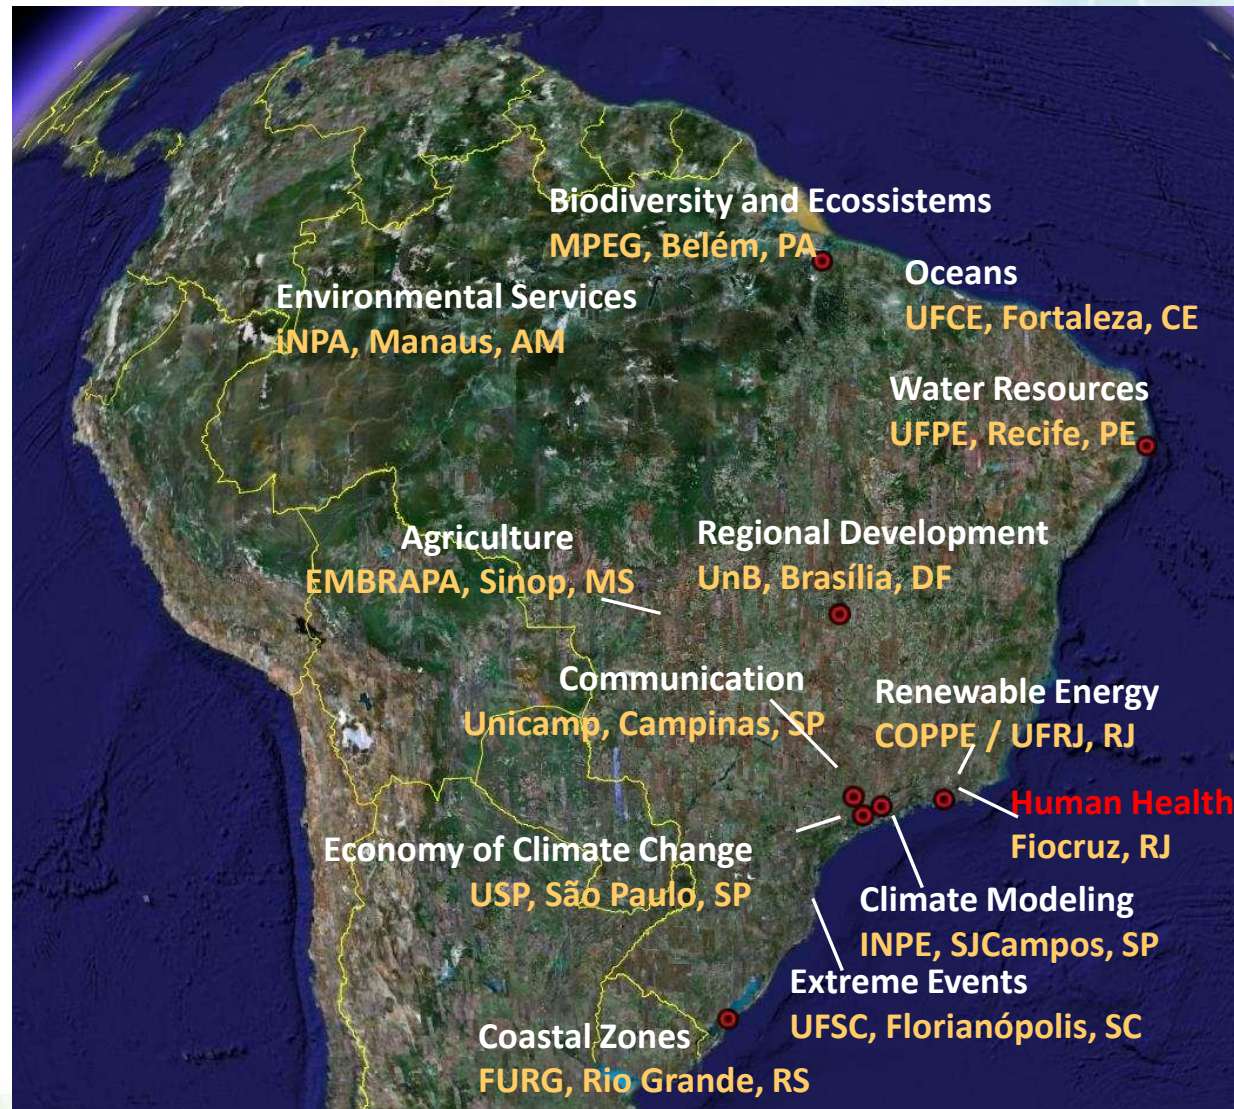 Biodiversity and Ecossistems
MPEG, Belém, PA
Oceans
UFCE, Fortaleza, CE
Environmental Services
iNPA, Manaus, AM
Water Resources
UFPE, Recife, PE
Agriculture
EMBRAPA, Sinop, MS
Regional Development
UnB, Brasília, DF
Communication
Unicamp, Campinas, SP
Renewable Energy
COPPE / UFRJ, RJ
Human Health
Fiocruz, RJ
Economy of Climate Change
USP, São Paulo, SP
Climate Modeling
INPE, SJCampos, SP
Extreme Events
UFSC, Florianópolis, SC
Coastal Zones
FURG, Rio Grande, RS